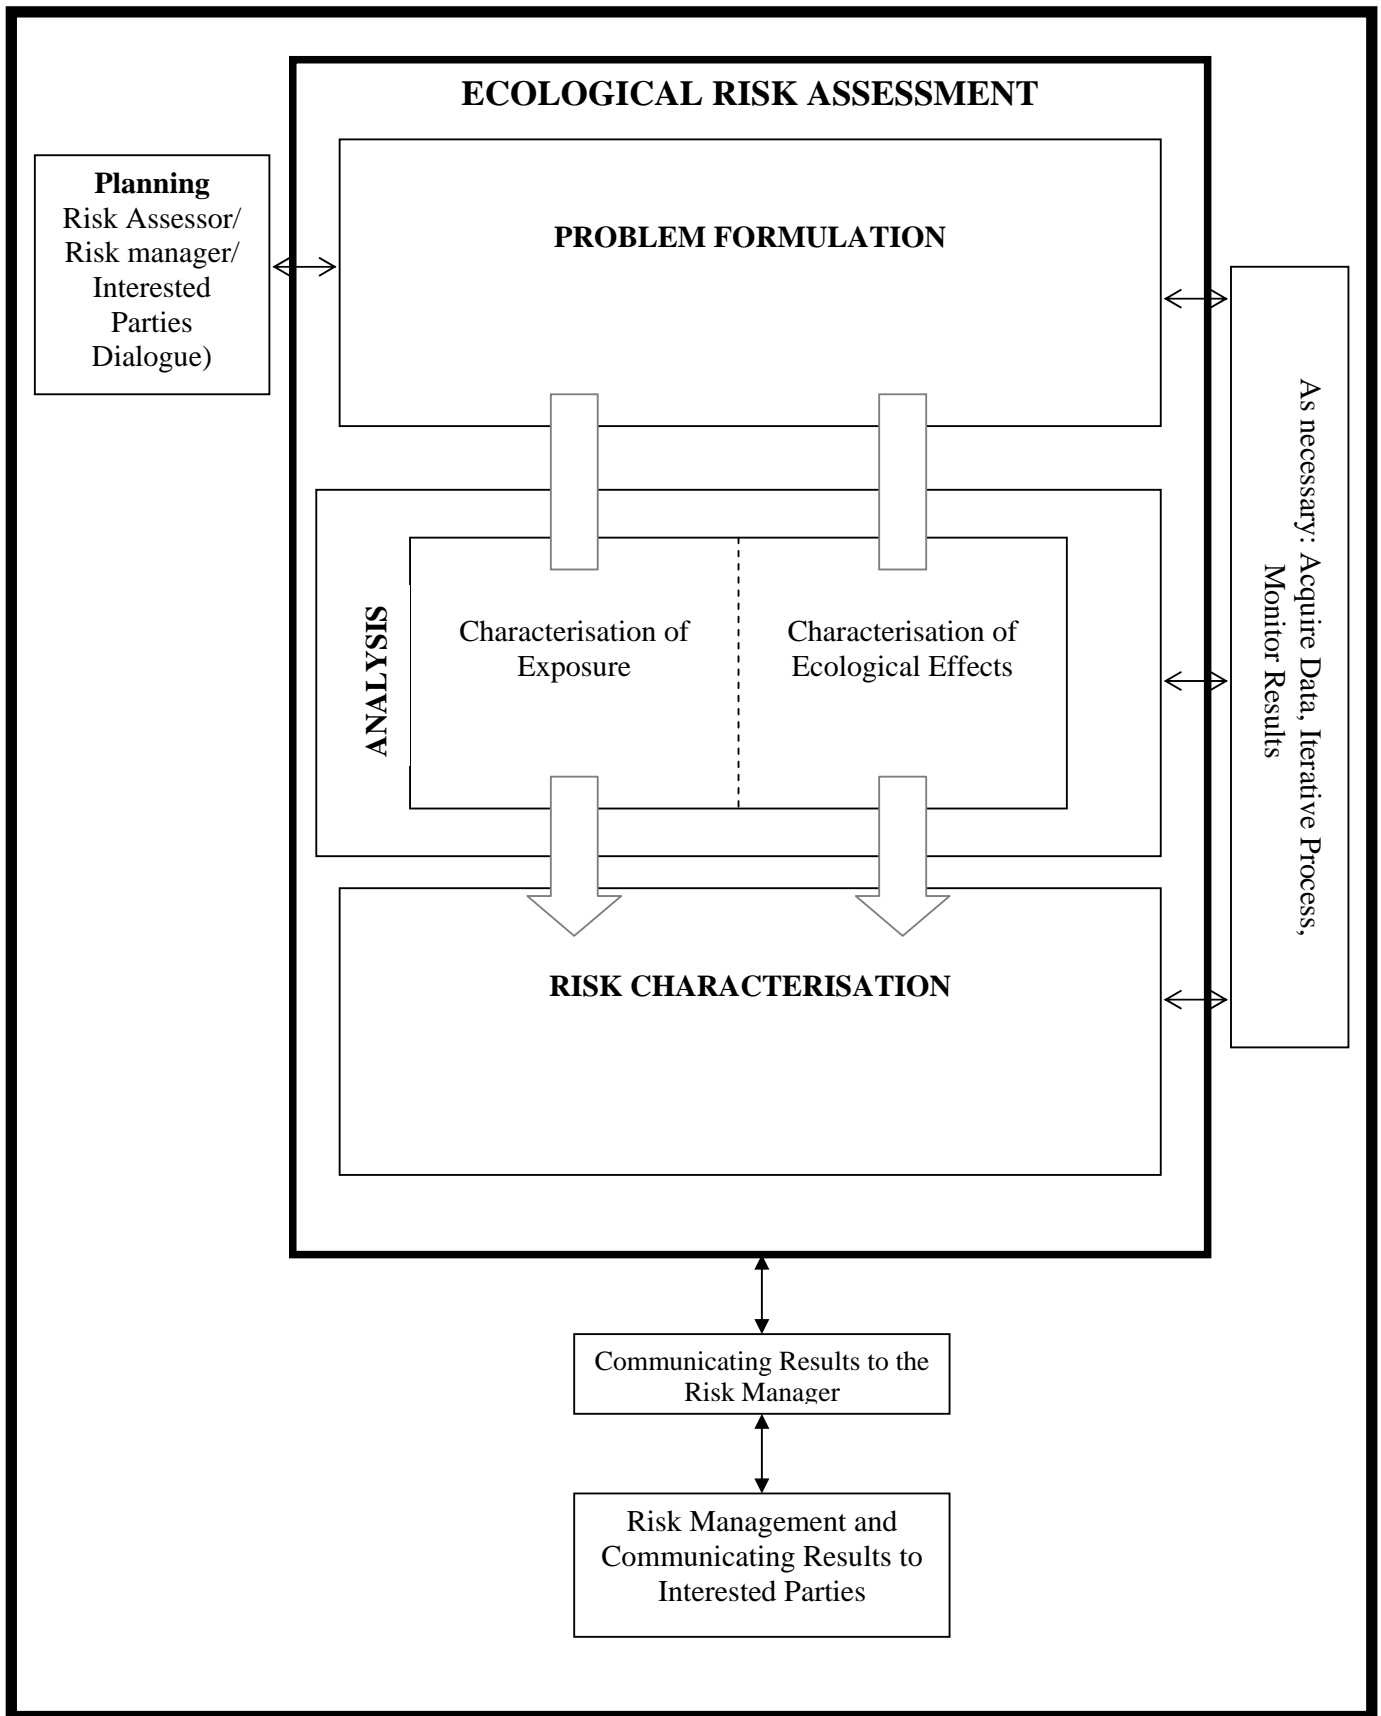 ECOLOGICAL RISK ASSESSMENT
Planning
Risk Assessor/
Risk manager/
Interested
Parties
Dialogue)
PROBLEM FORMULATION
As necessary: Acquire Data, Iterative Process,
Monitor Results
ANALYSIS
Characterisation of
Exposure
Characterisation of
Ecological Effects
RISK CHARACTERISATION
Communicating Results to the
Risk Manager
Risk Management and
Communicating Results to
Interested Parties